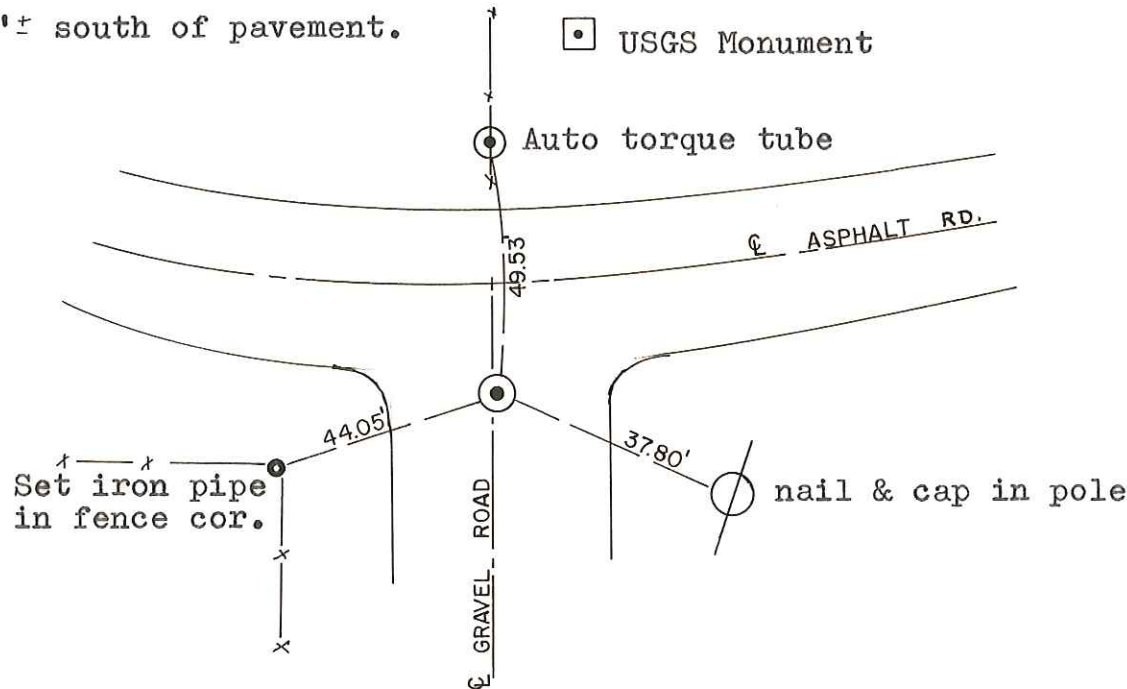 '± south of pavement.
USGS Monument
Auto torque tube
49.53'
℄ ASPHALT RD.
44.05'
37.80'
Set iron pipe
in fence cor.
nail & cap in pole
℄ GRAVEL ROAD